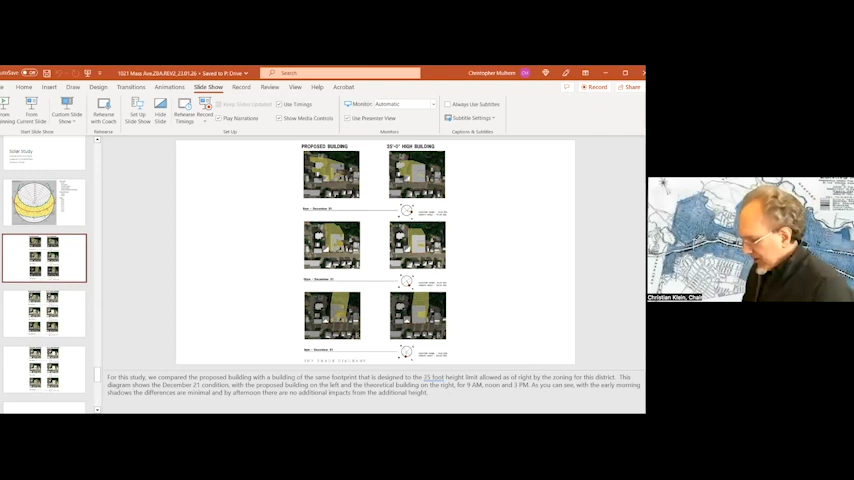 AutoSave Off 1021 Mass Ave.ZBA.REV2_23.01.26 • Saved to P: Drive Search Christopher Mulhern CM
Home Insert Draw Design Transitions Animations Slide Show Record Review View Help Acrobat Record Share
From Current Slide Custom Slide Show Rehearse with Coach Set Up Slide Show Hide Slide Rehearse Timings Record Keep Slides Updated Use Timings Monitor: Automatic Always Use Subtitles
Play Narrations Show Media Controls Use Presenter View Subtitle Settings
Start Slide Show Set Up Monitors Captions & Subtitles
Solar Study
PROPOSED BUILDING 35'-0" HIGH BUILDING
Christian Klein, Chair
For this study, we compared the proposed building with a building of the same footprint that is designed to the 35 foot height limit allowed as of right by the zoning for this district. This
diagram shows the December 21 condition, with the proposed building on the left and the theoretical building on the right, for 9 AM, noon and 3 PM. As you can see, with the early morning
shadows the differences are minimal and by afternoon there are no additional impacts from the additional height.